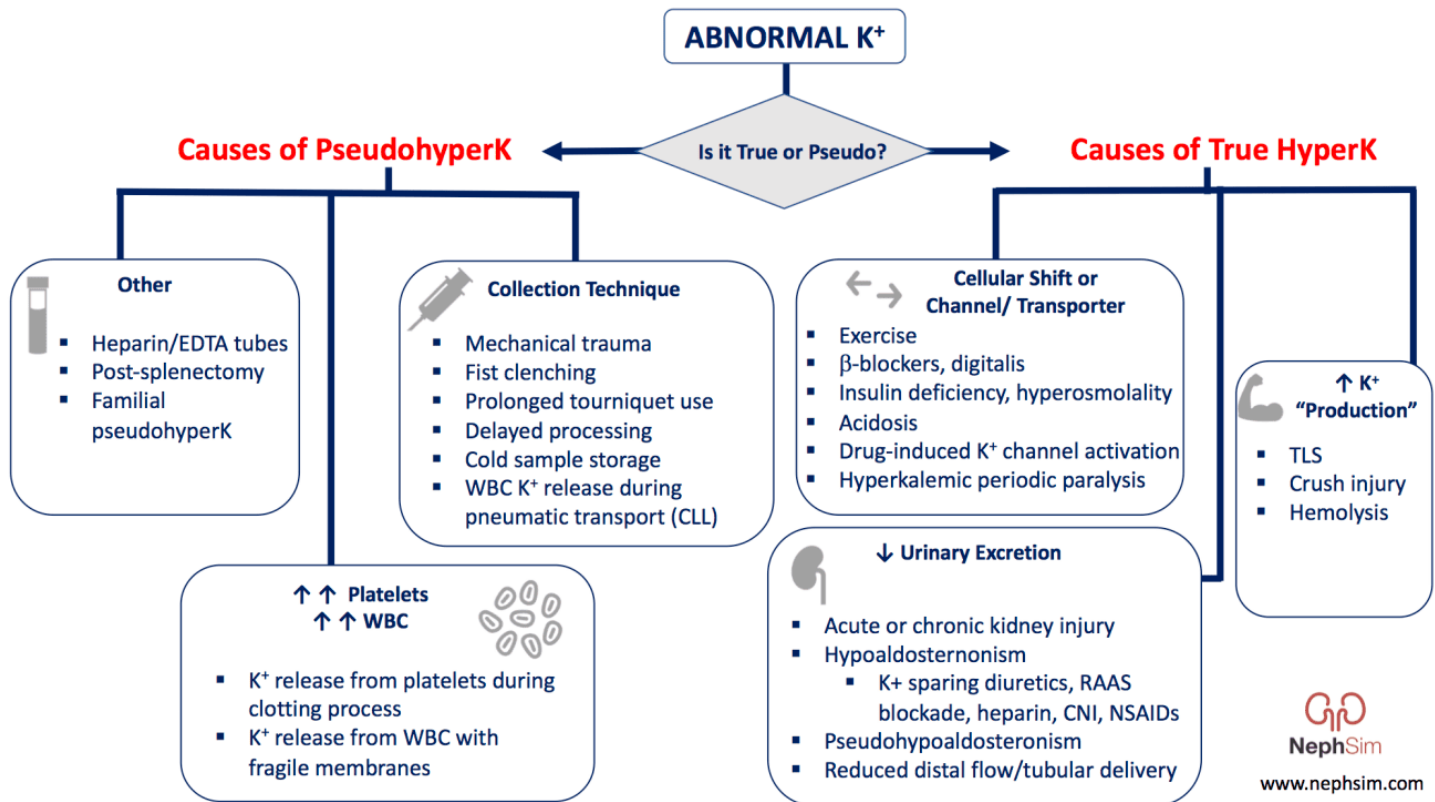 ABNORMAL K⁺
Is it True or Pseudo?
Causes of PseudohyperK
Causes of True HyperK
Other
▪ Heparin/EDTA tubes
▪ Post-splenectomy
▪ Familial
pseudohyperK
Collection Technique
▪ Mechanical trauma
▪ Fist clenching
▪ Prolonged tourniquet use
▪ Delayed processing
▪ Cold sample storage
▪ WBC K⁺ release during
pneumatic transport (CLL)
↑ ↑ Platelets
↑ ↑ WBC
▪ K⁺ release from platelets during
clotting process
▪ K⁺ release from WBC with
fragile membranes
Cellular Shift or
Channel/ Transporter
▪ Exercise
▪ β-blockers, digitalis
▪ Insulin deficiency, hyperosmolality
▪ Acidosis
▪ Drug-induced K⁺ channel activation
▪ Hyperkalemic periodic paralysis
↑ K⁺
“Production”
▪ TLS
▪ Crush injury
▪ Hemolysis
↓ Urinary Excretion
▪ Acute or chronic kidney injury
▪ Hypoaldosternonism
▪ K+ sparing diuretics, RAAS
blockade, heparin, CNI, NSAIDs
▪ Pseudohypoaldosteronism
▪ Reduced distal flow/tubular delivery
NephSim
www.nephsim.com